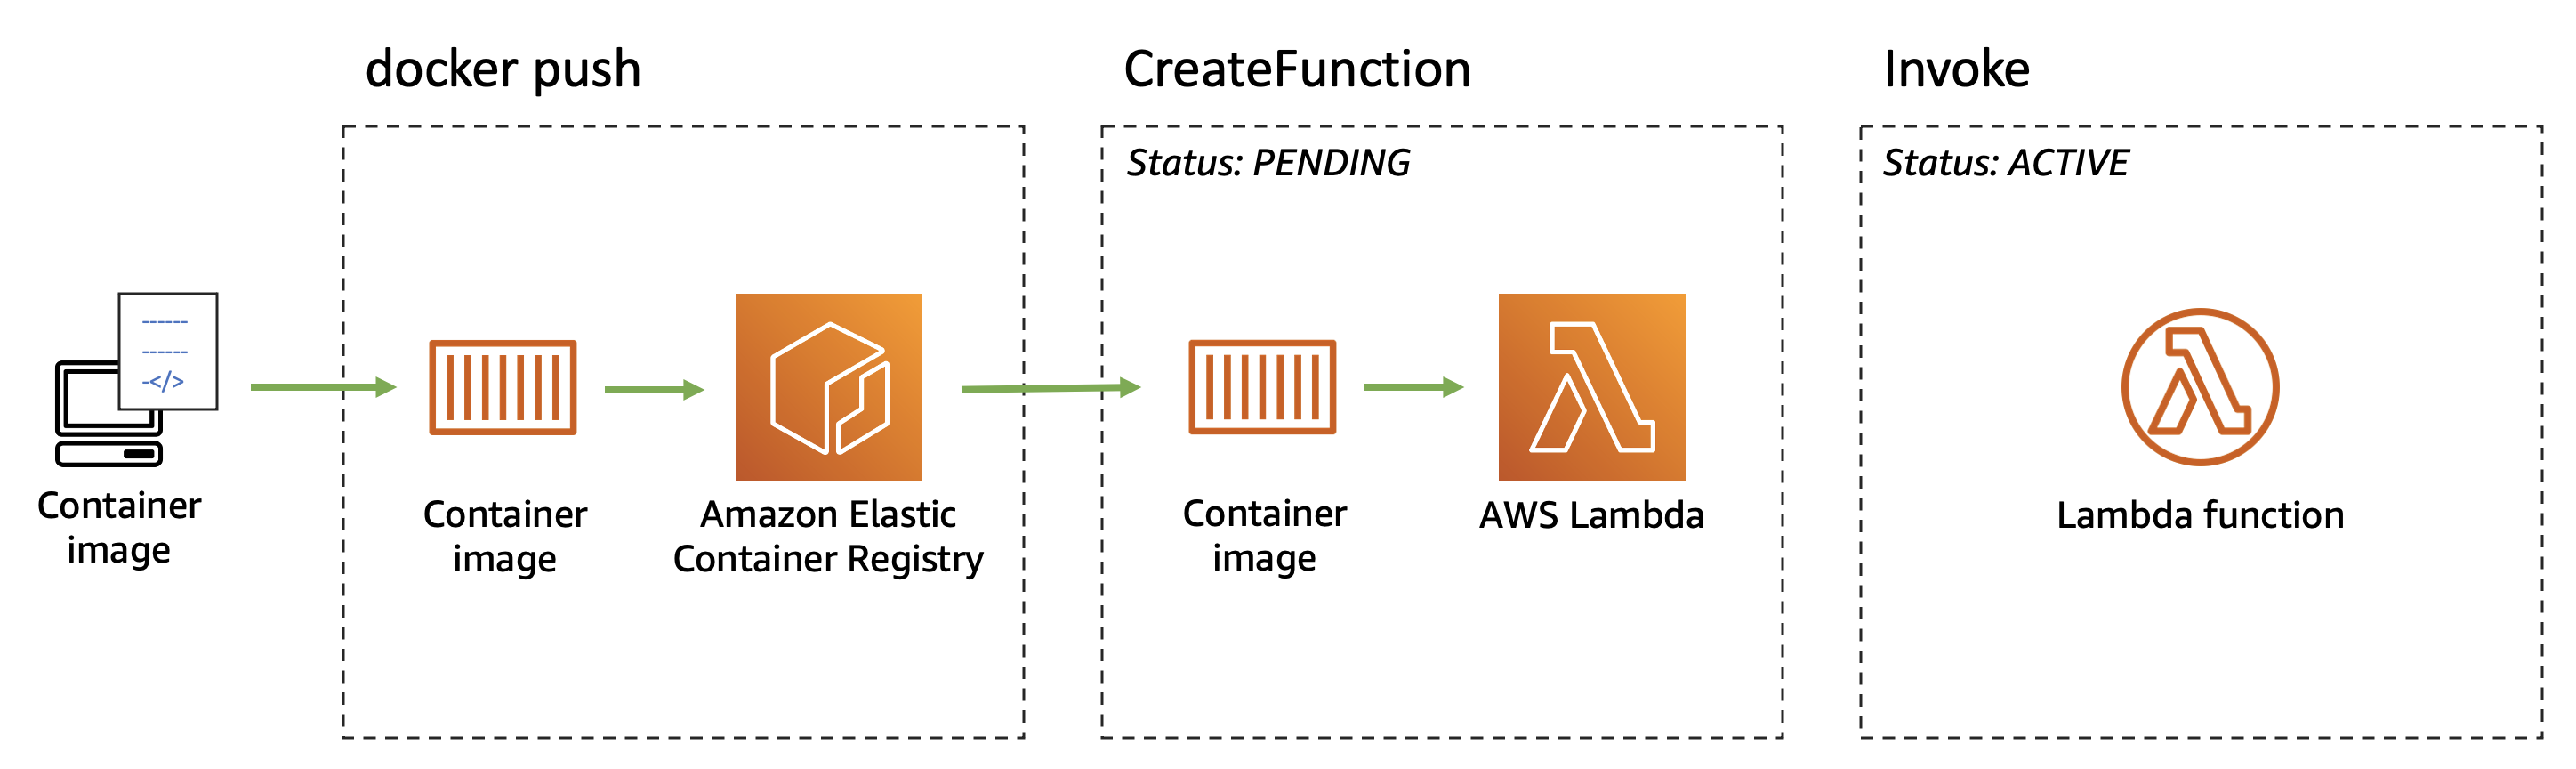 docker push
CreateFunction
Invoke
Status: PENDING
Status: ACTIVE
------
------
-</>
Container
image
Container
image
Amazon Elastic
Container Registry
Container
image
AWS Lambda
Lambda function